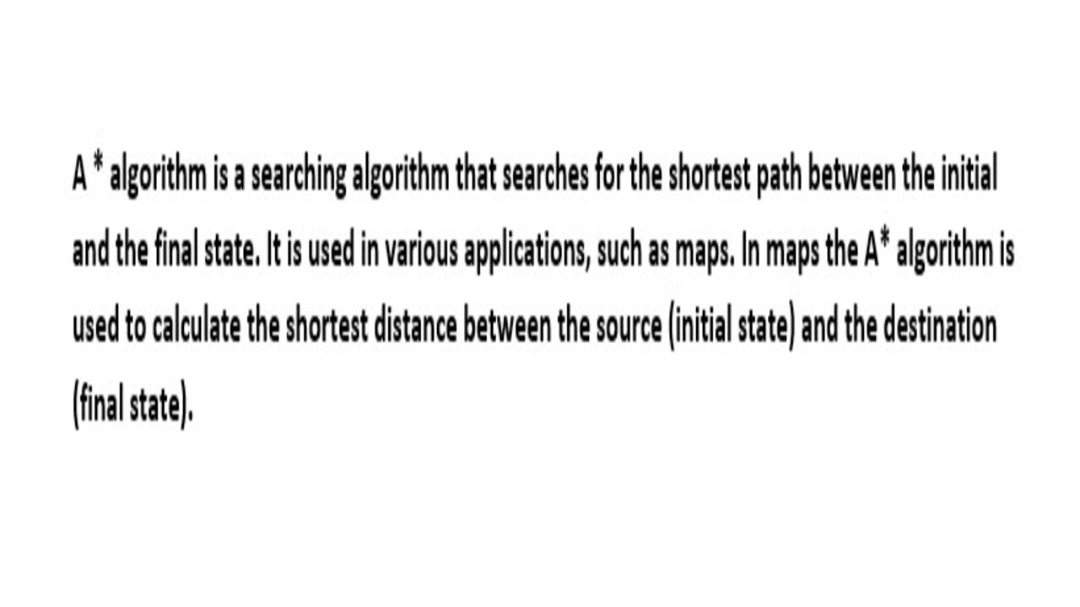 A * algorithm is a searching algorithm that searches for the shortest path between the initial
and the final state. It is used in various applications, such as maps. In maps the A* algorithm is
used to calculate the shortest distance between the source (initial state) and the destination
(final state).